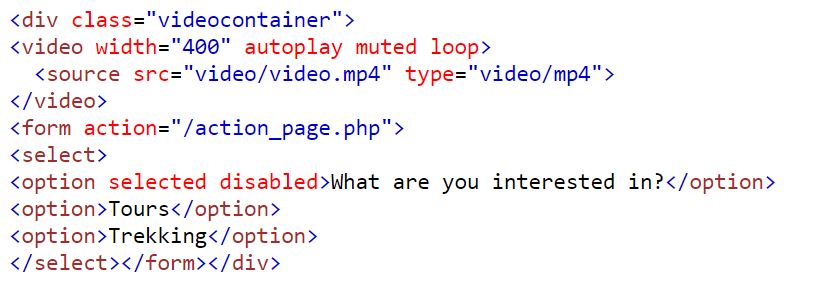 <div class="videocontainer">
<video width="400" autoplay muted loop>
  <source src="video/video.mp4" type="video/mp4">
</video>
<form action="/action_page.php">
<select>
<option selected disabled>What are you interested in?</option>
<option>Tours</option>
<option>Trekking</option>
</select></form></div>